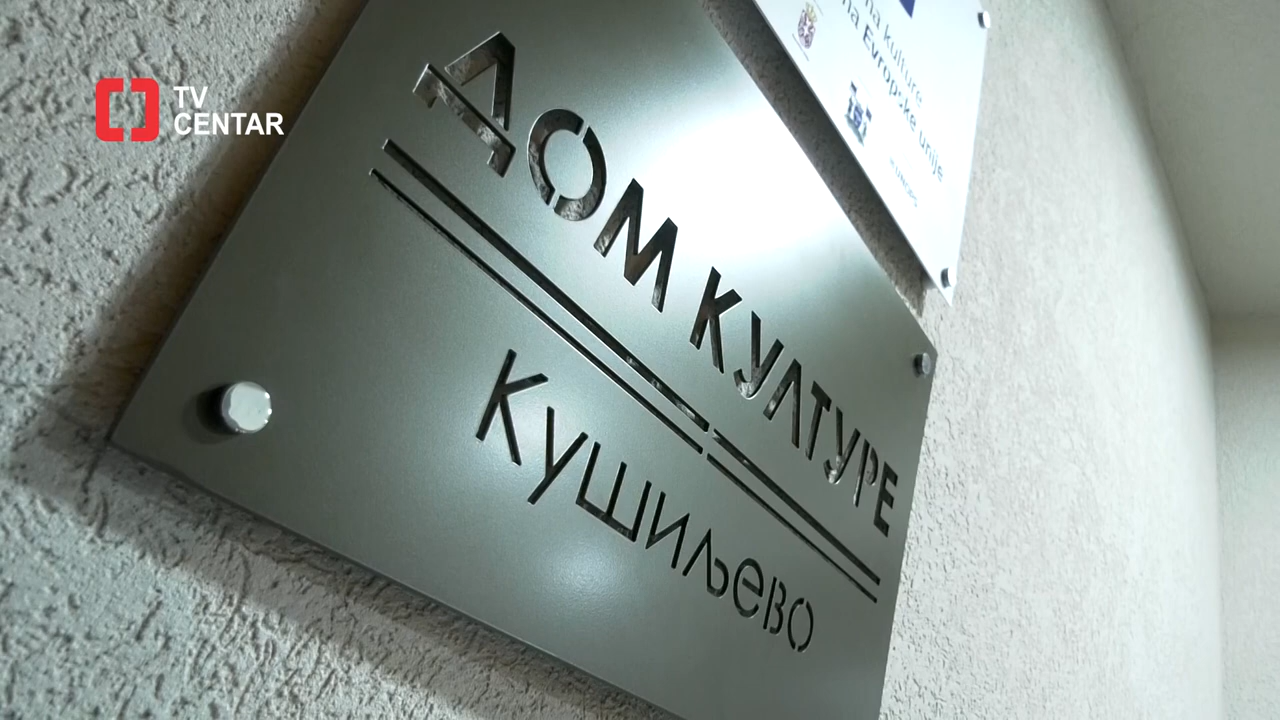 TV
CENTAR
na kulture
na Evropske unije
ДОМ КУЛТУРЕ
Кушиљево